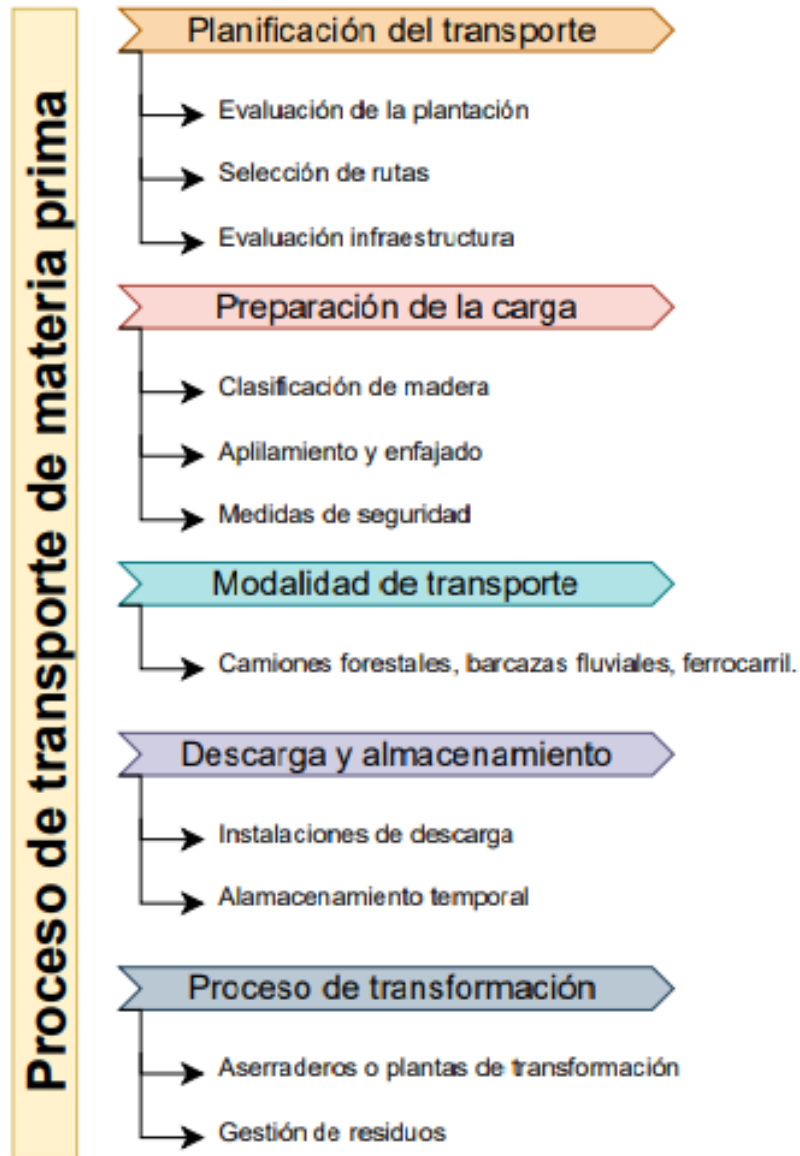 Proceso de transporte de materia prima
Planificación del transporte
Evaluación de la plantación
Selección de rutas
Evaluación infraestructura
Preparación de la carga
Clasificación de madera
Aplilamiento y enfajado
Medidas de seguridad
Modalidad de transporte
Camiones forestales, barcazas fluviales, ferrocarril.
Descarga y almacenamiento
Instalaciones de descarga
Alamacenamiento temporal
Proceso de transformación
Aserraderos o plantas de transformación
Gestión de residuos